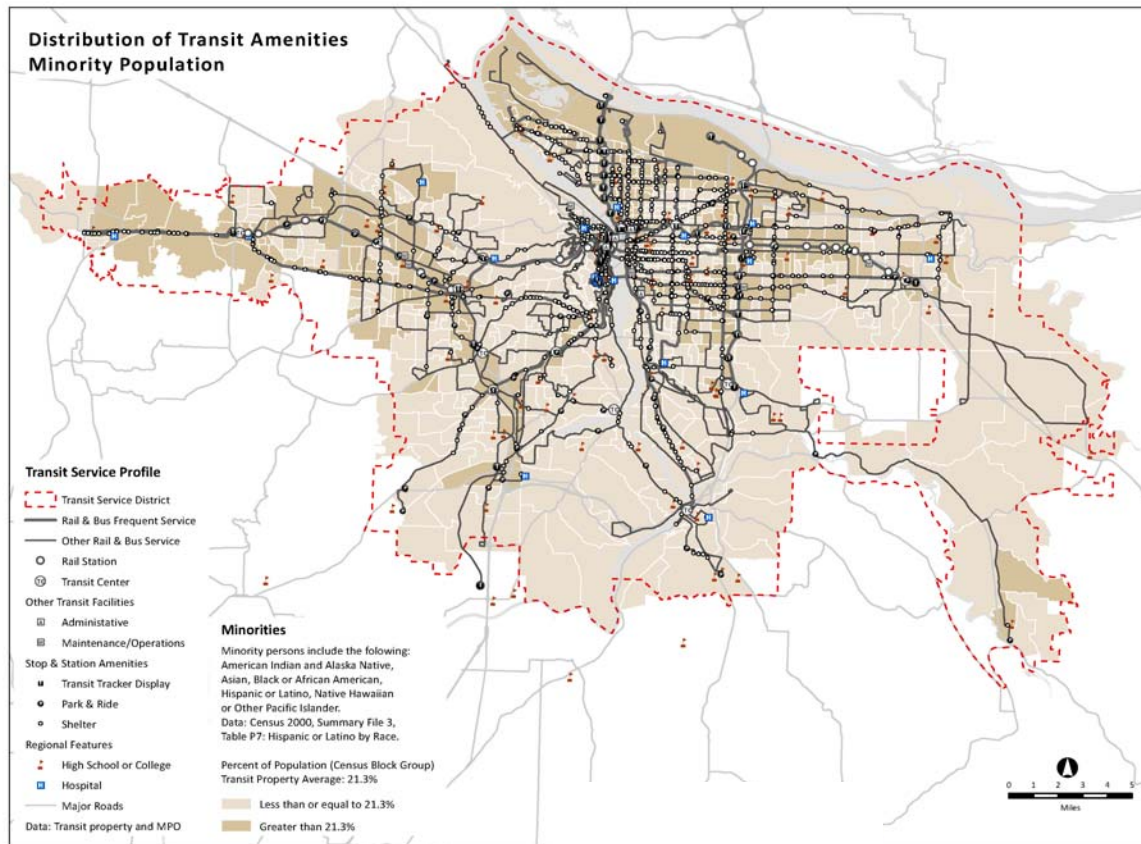 Distribution of Transit Amenities
Minority Population
Transit Service Profile
Transit Service District
Rail & Bus Frequent Service
Other Rail & Bus Service
Rail Station
TC
Transit Center
Other Transit Facilities
Administative
Maintenance/Operations
Stop & Station Amenities
Transit Tracker Display
Park & Ride
Shelter
Regional Features
High School or College
H
Hospital
Major Roads
Data: Transit property and MPO
Minorities
Minority persons include the folowing:
American Indian and Alaska Native,
Asian, Black or African American,
Hispanic or Latino, Native Hawaiian
or Other Pacific Islander.
Data: Census 2000, Summary File 3,
Table P7: Hispanic or Latino by Race.
Percent of Population (Census Block Group)
Transit Property Average: 21.3%
Less than or equal to 21.3%
Greater than 21.3%
0 1 2 3 4 5
Miles